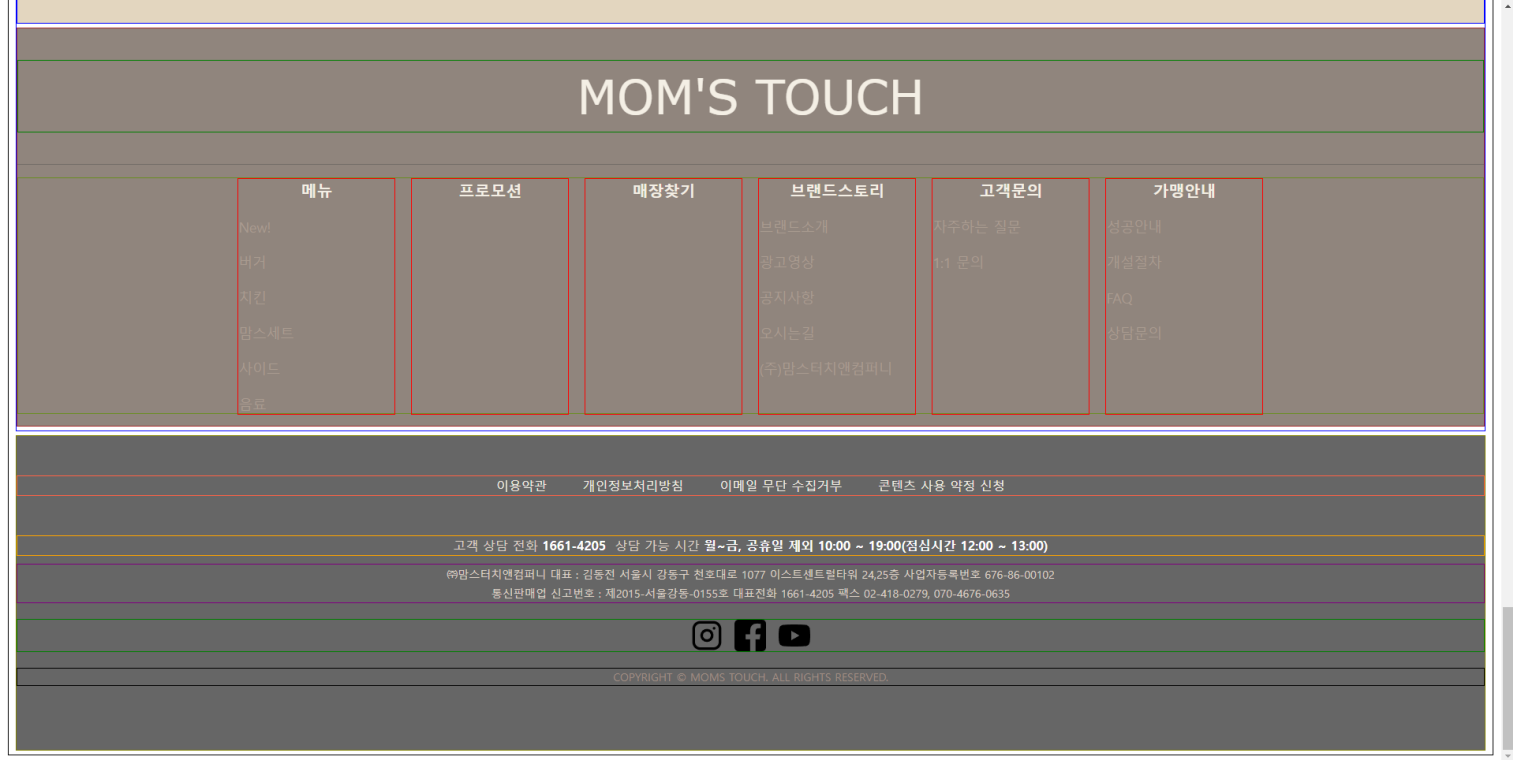 MOM'S TOUCH
메뉴
New!
버거
치킨
맘스세트
사이드
음료
프로모션
매장찾기
브랜드스토리
브랜드소개
광고영상
공지사항
오시는길
(주)맘스터치앤컴퍼니
고객문의
자주하는 질문
1:1 문의
가맹안내
성공안내
개설절차
FAQ
상담문의
이용약관 개인정보처리방침 이메일 무단 수집거부 콘텐츠 사용 약정 신청
고객 상담 전화 1661-4205 상담 가능 시간 월~금, 공휴일 제외 10:00 ~ 19:00(점심시간 12:00 ~ 13:00)
㈜맘스터치앤컴퍼니 대표 : 김동전 서울시 강동구 천호대로 1077 이스트센트럴타워 24,25층 사업자등록번호 676-86-00102
통신판매업 신고번호 : 제2015-서울강동-0155호 대표전화 1661-4205 팩스 02-418-0279, 070-4676-0635
COPYRIGHT © MOMS TOUCH. ALL RIGHTS RESERVED.